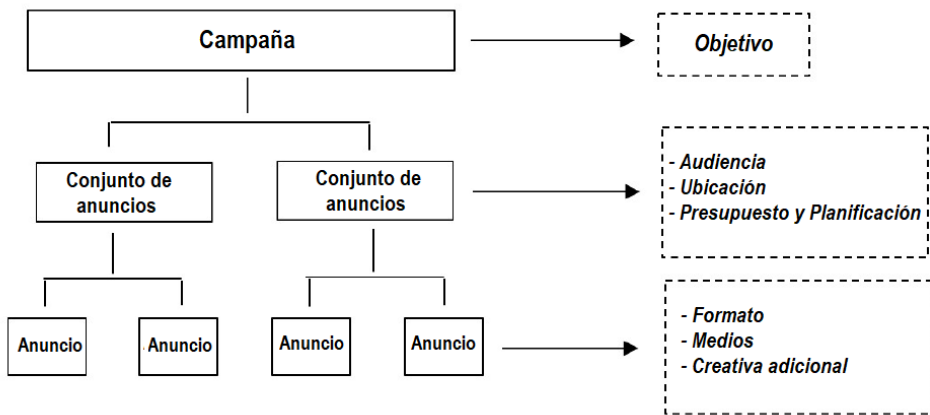 Campaña
Objetivo
Conjunto de
anuncios
Conjunto de
anuncios
- Audiencia
- Ubicación
- Presupuesto y Planificación
Anuncio
Anuncio
Anuncio
Anuncio
- Formato
- Medios
- Creativa adicional